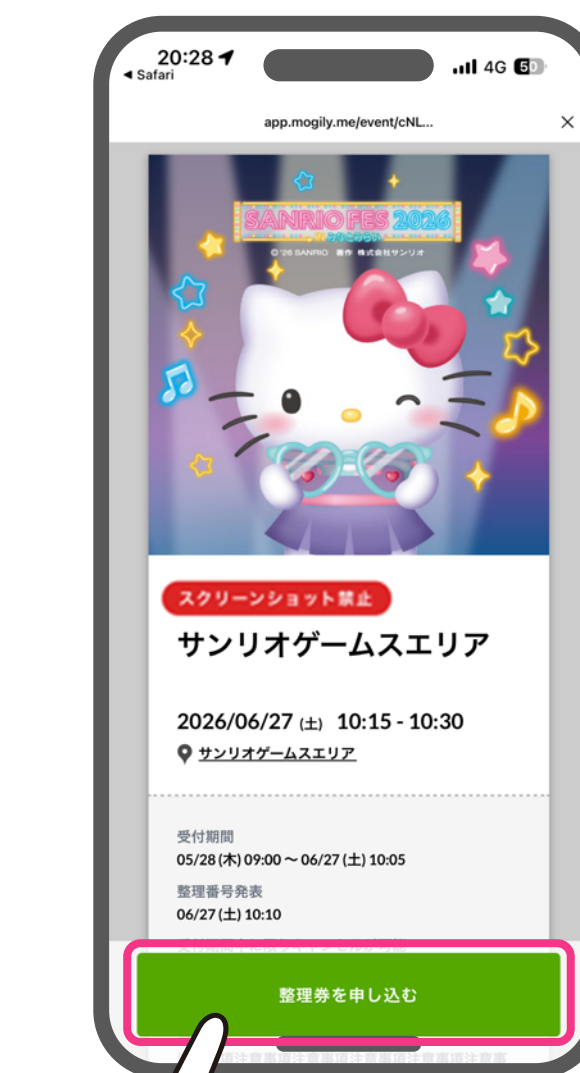 20:28
Safari
4G 50
app.mogily.me/event/cNL...
SANRIO FES 2026
© '26 SANRIO 著作 株式会社サンリオ
スクリーンショット禁止
サンリオゲームスエリア
2026/06/27 (土) 10:15 - 10:30
サンリオゲームスエリア
受付期間
05/28 (木) 09:00 ~ 06/27 (土) 10:05
整理番号発表
06/27 (土) 10:10
整理券を申し込む